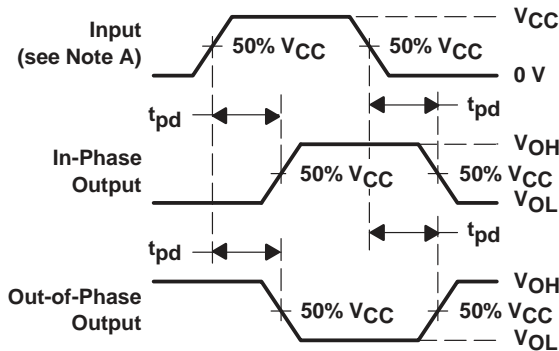 Input
(see Note A)
50% VCC
50% VCC
VCC
0 V
tpd
tpd
In-Phase
Output
50% VCC
VOH
50% VCC
VOL
tpd
tpd
Out-of-Phase
Output
50% VCC
VOH
50% VCC
VOL